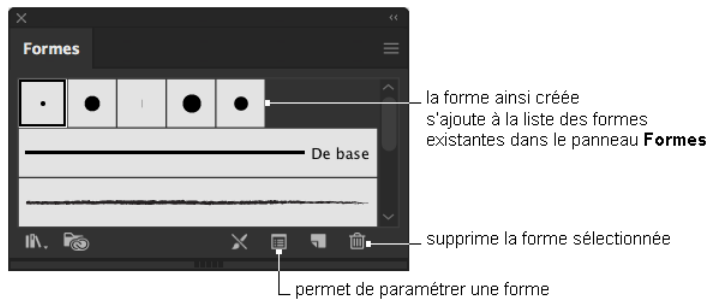 Formes
la forme ainsi créée
s'ajoute à la liste des formes
existantes dans le panneau Formes
De base
supprime la forme sélectionnée
permet de paramétrer une forme